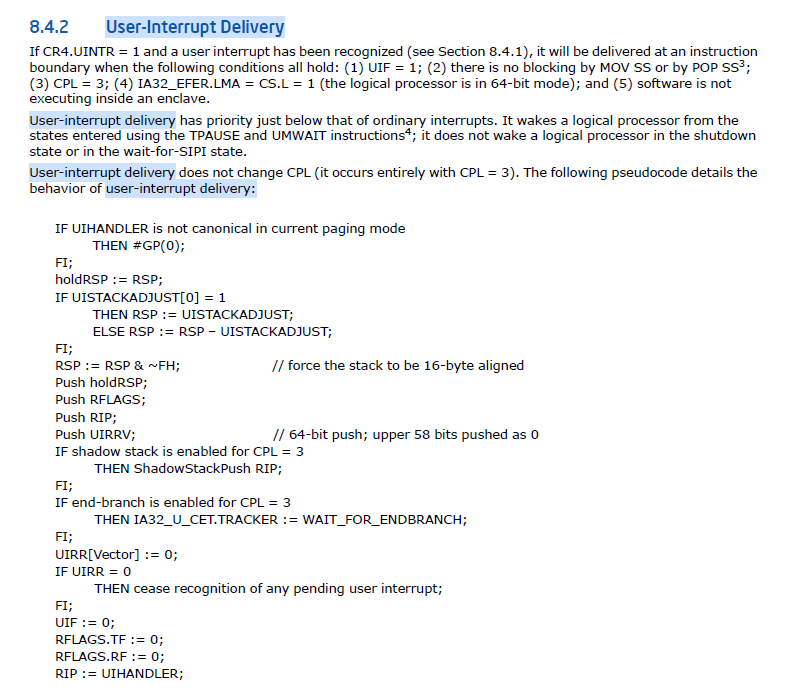 8.4.2 User-Interrupt Delivery
If CR4.UINTR = 1 and a user interrupt has been recognized (see Section 8.4.1), it will be delivered at an instruction
boundary when the following conditions all hold: (1) UIF = 1; (2) there is no blocking by MOV SS or by POP SS³;
(3) CPL = 3; (4) IA32_EFER.LMA = CS.L = 1 (the logical processor is in 64-bit mode); and (5) software is not
executing inside an enclave.
User-interrupt delivery has priority just below that of ordinary interrupts. It wakes a logical processor from the
states entered using the TPAUSE and UMWAIT instructions⁴; it does not wake a logical processor in the shutdown
state or in the wait-for-SIPI state.
User-interrupt delivery does not change CPL (it occurs entirely with CPL = 3). The following pseudocode details the
behavior of user-interrupt delivery:
IF UIHANDLER is not canonical in current paging mode
THEN #GP(0);
FI;
holdRSP := RSP;
IF UISTACKADJUST[0] = 1
THEN RSP := UISTACKADJUST;
ELSE RSP := RSP – UISTACKADJUST;
FI;
RSP := RSP & ~FH; // force the stack to be 16-byte aligned
Push holdRSP;
Push RFLAGS;
Push RIP;
Push UIRRV; // 64-bit push; upper 58 bits pushed as 0
IF shadow stack is enabled for CPL = 3
THEN ShadowStackPush RIP;
FI;
IF end-branch is enabled for CPL = 3
THEN IA32_U_CET.TRACKER := WAIT_FOR_ENDBRANCH;
FI;
UIRR[Vector] := 0;
IF UIRR = 0
THEN cease recognition of any pending user interrupt;
FI;
UIF := 0;
RFLAGS.TF := 0;
RFLAGS.RF := 0;
RIP := UIHANDLER;